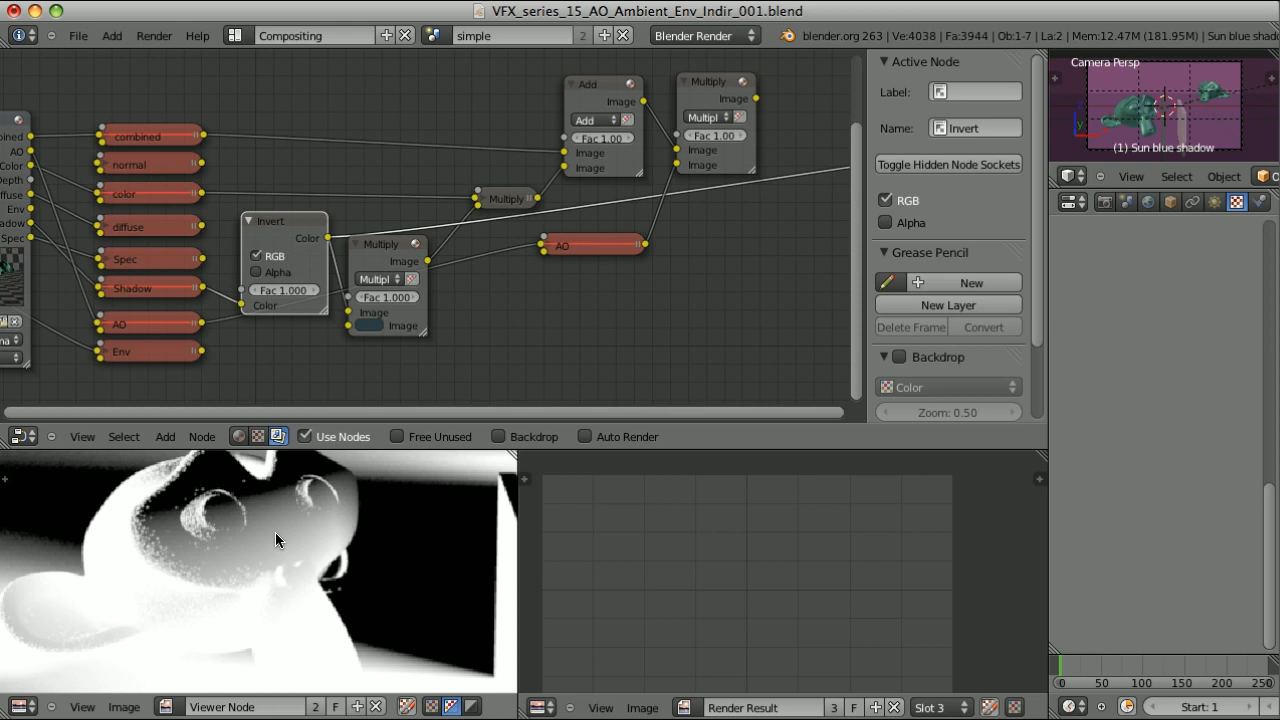 VFX_series_15_AO_Ambient_Env_Indir_001.blend
File Add Render Help Compositing simple 2 Blender Render blender.org 263 | Ve:4038 | Fa:3944 | Ob:1-7 | La:2 | Mem:12.47M (181.95M) | Sun blue shado
Active Node
Label:
Name: Invert
Toggle Hidden Node Sockets
RGB
Alpha
Grease Pencil
New
New Layer
Delete Frame Convert
Backdrop
Color
Zoom: 0.50
Camera Persp
(1) Sun blue shadow
View Select Object
bined
AO
Color
Depth
ffuse
Env
adow
Spec
combined
normal
color
diffuse
Spec
Shadow
AO
Env
Invert
Color
RGB
Alpha
Fac 1.000
Color
Multiply
Image
Multipl
Fac 1.000
Image
Image
Multiply
AO
Add
Image
Add
Fac 1.00
Image
Image
Multiply
Image
Multipl
Fac 1.00
Image
Image
View Select Add Node Use Nodes Free Unused Backdrop Auto Render
View Image Viewer Node 2 F
View Image Render Result 3 F Slot 3
0 50 100 150 200 250
Start: 1